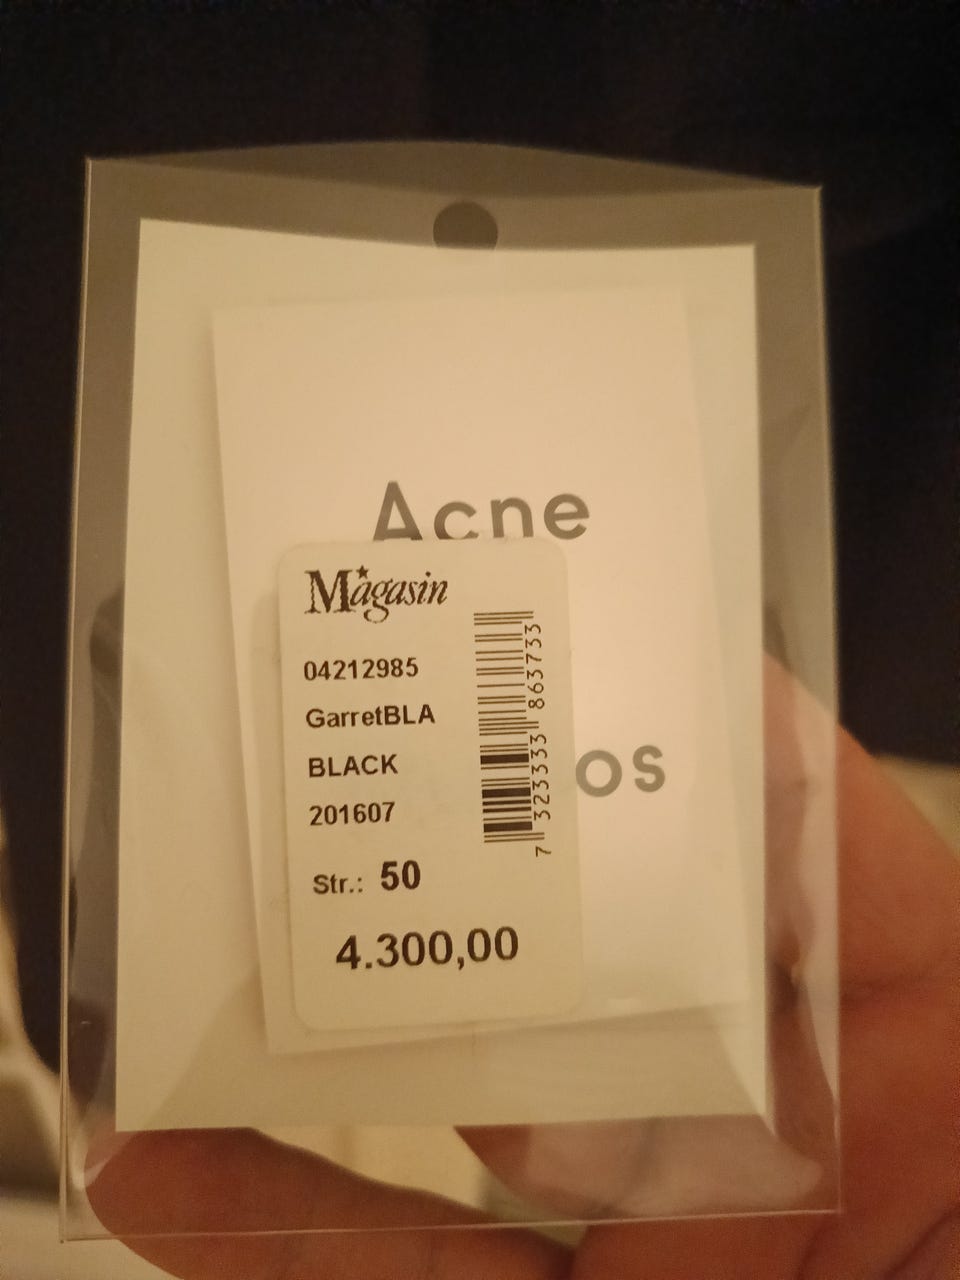 Acne
Magasin
04212985
GarretBLA
BLACK
201607
Str.: 50
4.300,00
7 323333 863733
os